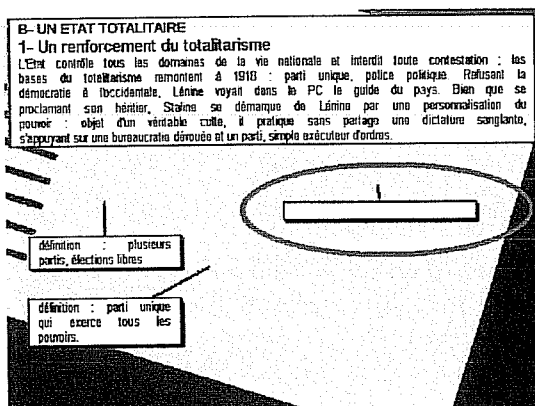 B- UN ETAT TOTALITAIRE
1- Un renforcement du totalitarisme
L'Etat contrôle tous les domaines de la vie nationale et interdit toute contestation : les
bases du totalitarisme remontent à 1918 : parti unique, police politique. Refusant la
démocratie à l'occidentale, Lénine voyait dans le PC le guide du pays. Bien que se
proclamant son héritier, Staline se démarque de Lénine par une personnalisation du
pouvoir : objet d'un véritable culte, il pratique sans partage une dictature sanglante,
s'appuyant sur une bureaucratie dévouée et un parti, simple exécuteur d'ordres.
définition : plusieurs
partis, élections libres
définition : parti unique
qui exerce tous les
pouvoirs.